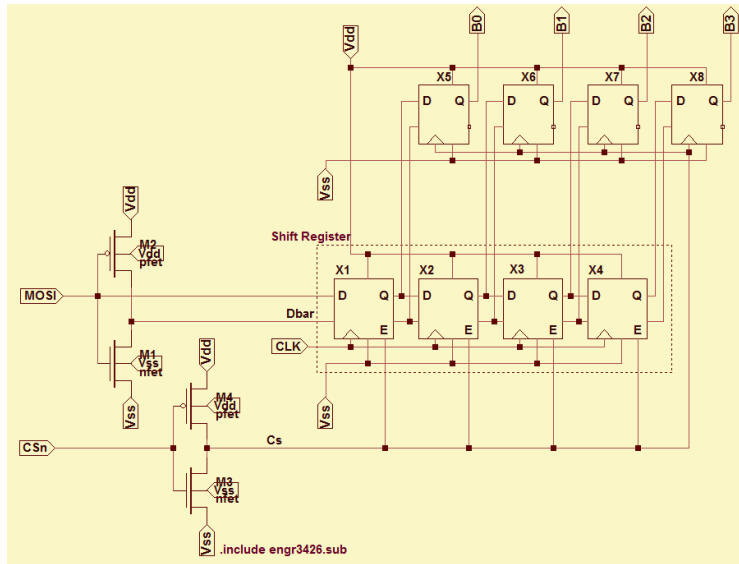 B0 B1 B2 B3
Vdd
X5 X6 X7 X8
D Q D Q D Q D Q
Vss
Vdd
M2
Vdd
pfet
Shift Register
X1 X2 X3 X4
MOSI
D Q D Q D Q D Q
Dbar
E E E E
CLK
M1
Vss
nfet
Vdd
Vss
Vss
M4
Vdd
pfet
CSn
Cs
M3
Vss
nfet
Vss
.include engr3426.sub